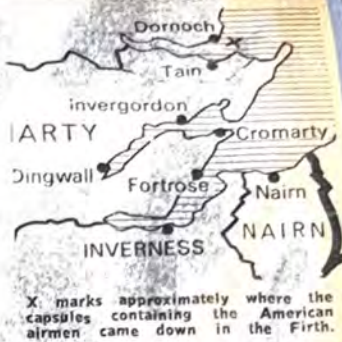 Dornoch
X
Tain
Invergordon
ARTY
Cromarty
Dingwall
Fortrose
Nairn
NAIRN
INVERNESS
X marks approximately where the
capsules containing the American
airmen came down in the Firth.